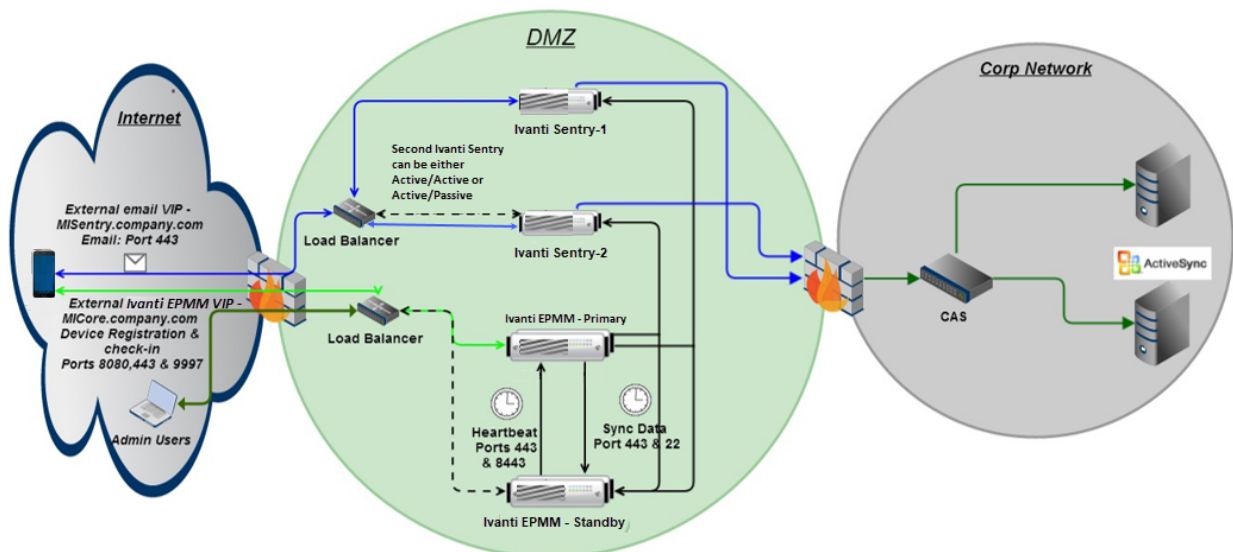 DMZ
Corp Network
Internet
Ivanti Sentry-1
Second Ivanti Sentry
can be either
Active/Active or
Active/Passive
External email VIP -
MISentry.company.com
Email: Port 443
Load Balancer
Ivanti Sentry-2
ActiveSync
External Ivanti EPMM VIP -
MICore.company.com
Device Registration &
check-in
Ports 8080,443 & 9997
Load Balancer
Ivanti EPMM - Primary
CAS
Heartbeat
Ports 443
& 8443
Sync Data
Port 443 & 22
Admin Users
Ivanti EPMM - Standby